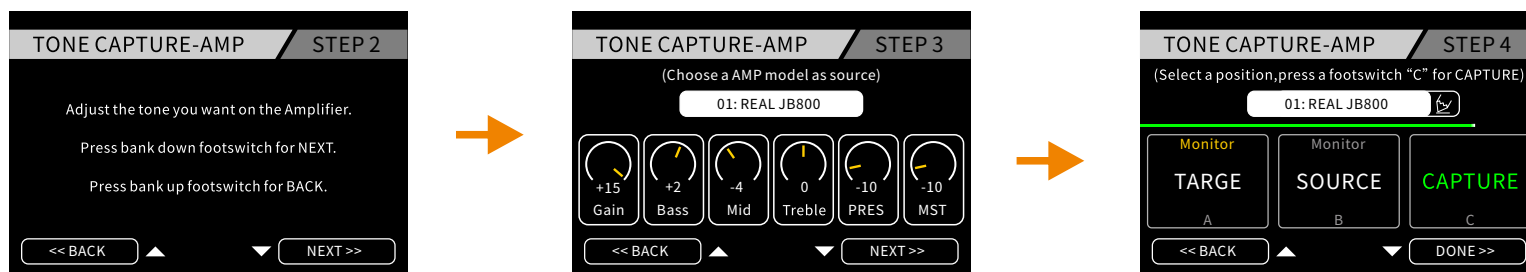 TONE CAPTURE-AMP STEP 2
Adjust the tone you want on the Amplifier.
Press bank down footswitch for NEXT.
Press bank up footswitch for BACK.
<< BACK NEXT >>
TONE CAPTURE-AMP STEP 3
(Choose a AMP model as source)
01: REAL JB800
+15 +2 -4 0 -10 -10
Gain Bass Mid Treble PRES MST
<< BACK NEXT >>
TONE CAPTURE-AMP STEP 4
(Select a position,press a footswitch “C” for CAPTURE)
01: REAL JB800
Monitor Monitor
TARGE SOURCE CAPTURE
A B C
<< BACK DONE >>